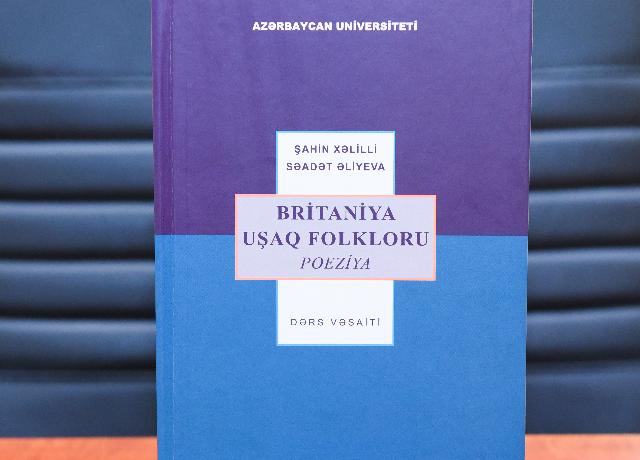 AZƏRBAYCAN UNİVERSİTETİ
ŞAHİN XƏLİLLİ
SƏADƏT ƏLİYEVA
BRİTANİYA
UŞAQ FOLKLORU
POEZİYA
DƏRS VƏSAİTİ